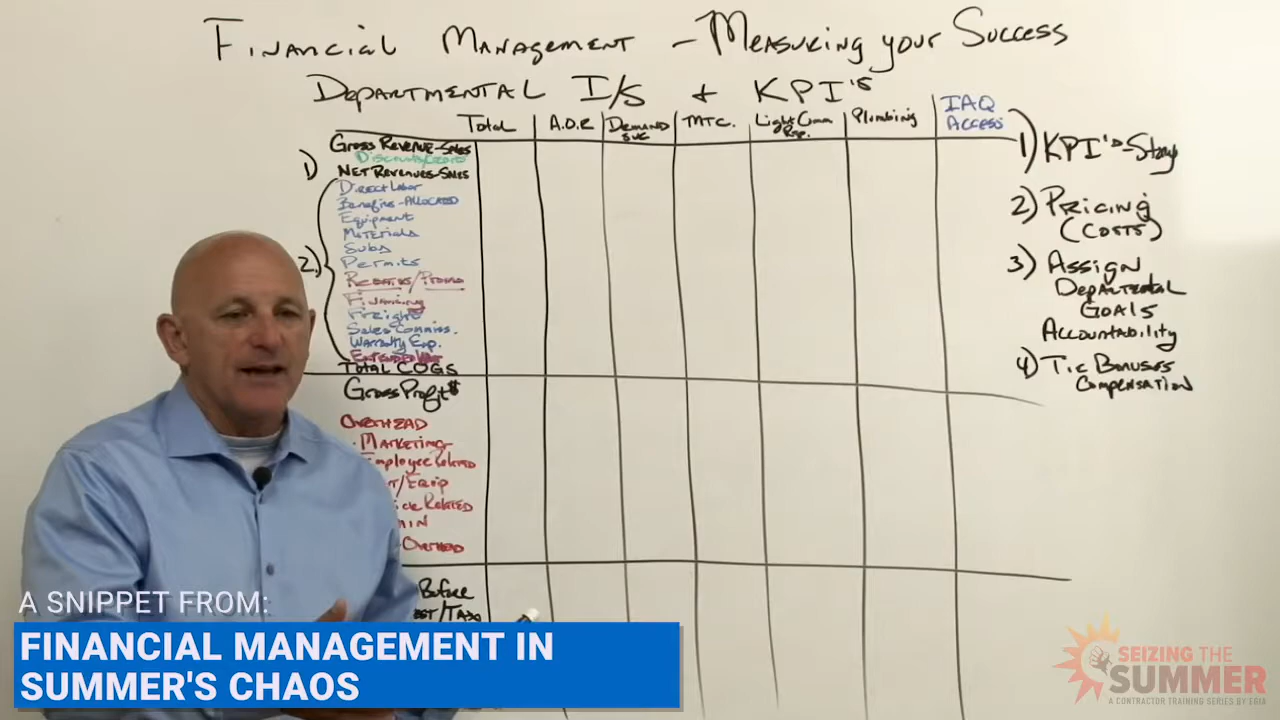 Financial Management - Measuring your Success
Departmental I/S + KPI's
Total A.O.R Demand SVC MTC. Light Comm Rep. Plumbing IAQ Access
Gross Revenue-Sales
1) Net Revenues-Sales
2)
Direct Labor
Benefits-Allocated
Equipment
Materials
Subs
Permits
Rebates/Promo
Financing
Freight
Sales Commiss.
Warranty Exp.
Total COGS
Gross Profit $
Overhead
· Marketing
Employee Related
/Equip
Related
Overhead
Before
/Tax
1) KPI's-Story
2) Pricing
(Costs)
3) Assign
Departmental
Goals
Accountability
4) Tie Bonuses
Compensation
A SNIPPET FROM:
FINANCIAL MANAGEMENT IN
SUMMER'S CHAOS
SEIZING THE
SUMMER
A CONTRACTOR TRAINING SERIES BY EGIA